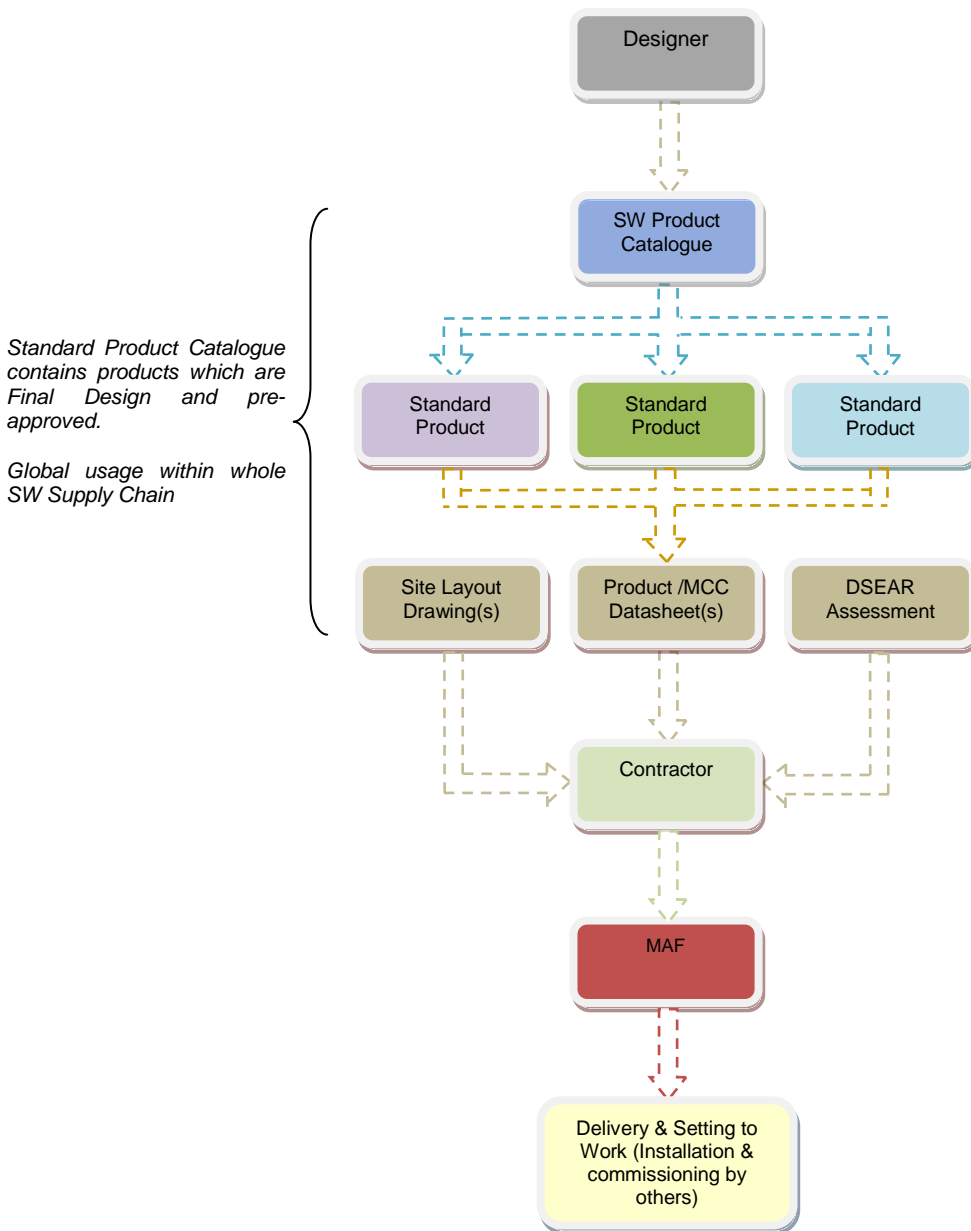 Designer
SW Product
Catalogue
Standard Product Catalogue
contains products which are
Final Design and pre-
approved.
Global usage within whole
SW Supply Chain
Standard
Product
Standard
Product
Standard
Product
Site Layout
Drawing(s)
Product /MCC
Datasheet(s)
DSEAR
Assessment
Contractor
MAF
Delivery & Setting to
Work (Installation &
commissioning by
others)